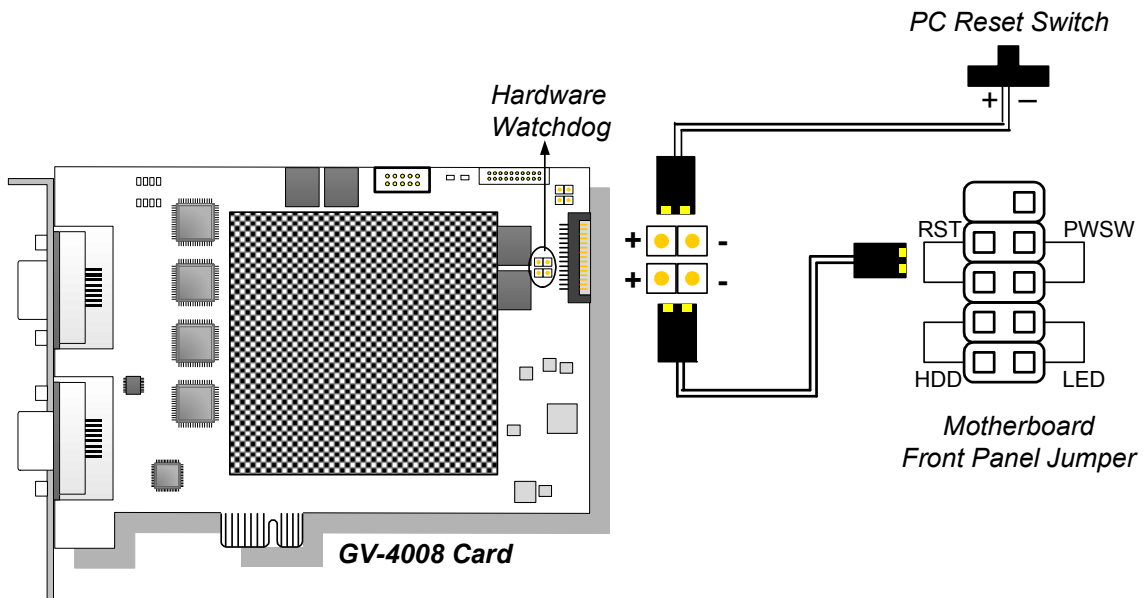 PC Reset Switch
+ –
Hardware
Watchdog
+ -
+ -
RST PWSW
HDD LED
Motherboard
Front Panel Jumper
GV-4008 Card